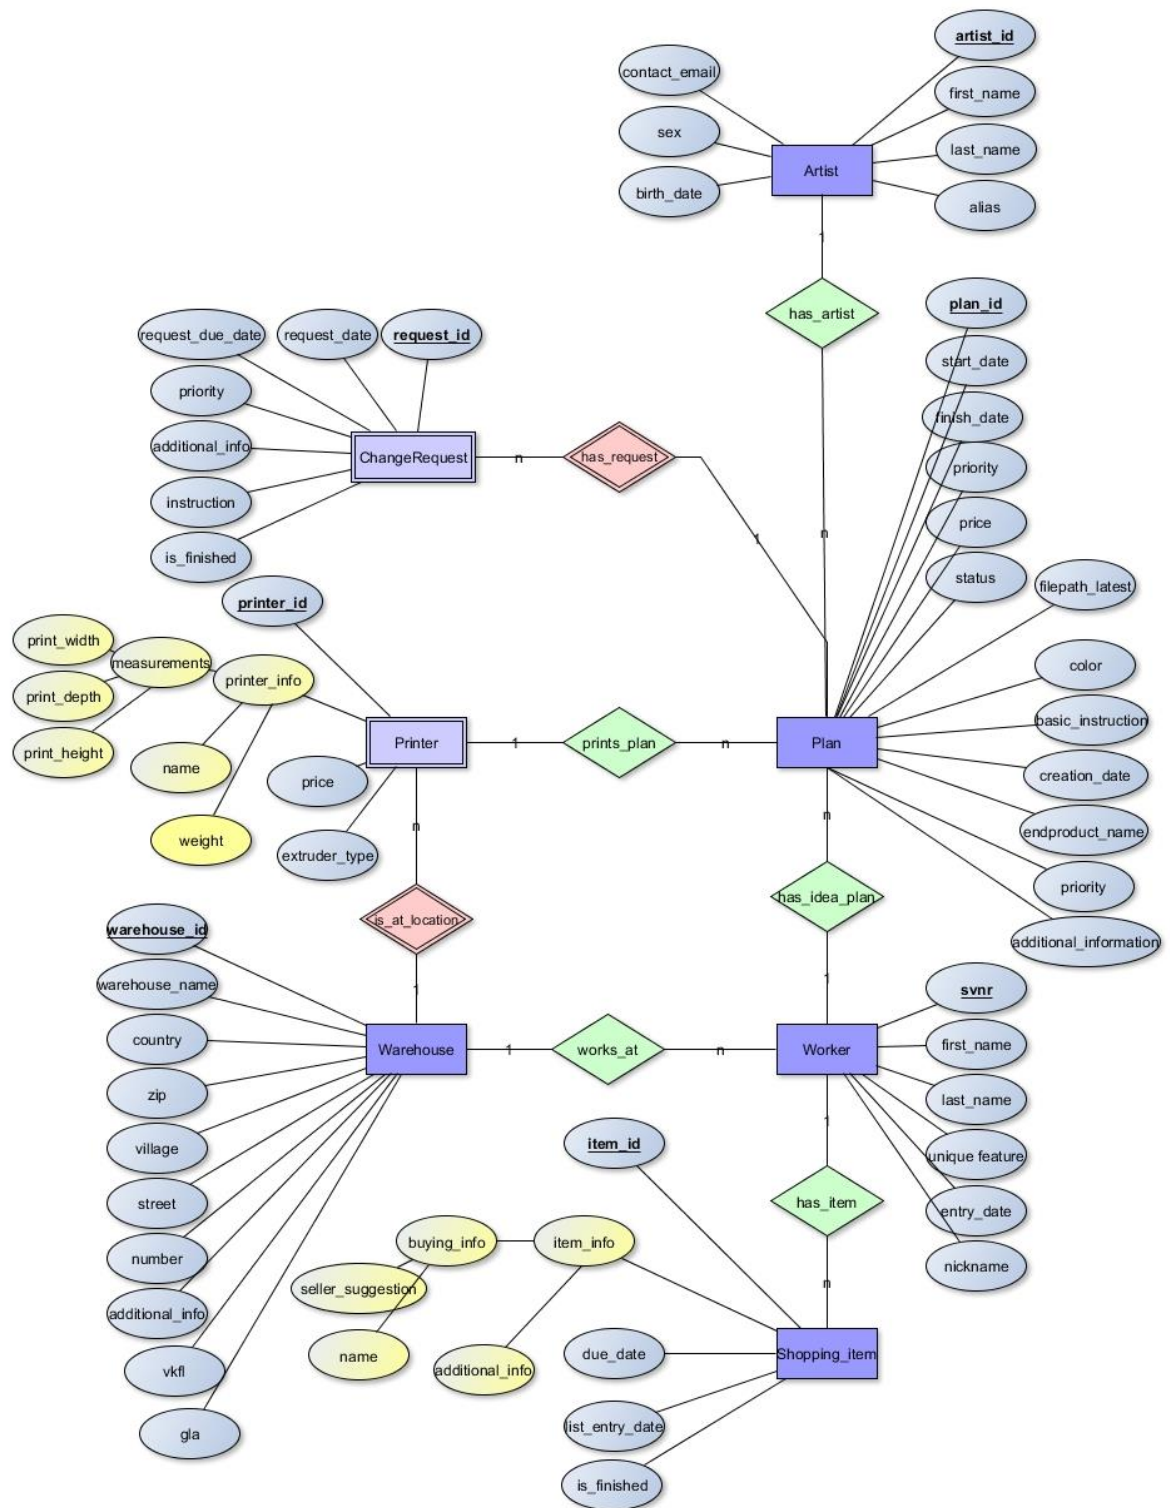 artist_id
contact_email
first_name
sex
last_name
Artist
birth_date
alias
1
has_artist
plan_id
request_due_date
request_date
request_id
start_date
priority
finish_date
additional_info
ChangeRequest
n
has_request
priority
instruction
price
n
1
is_finished
status
filepath_latest
printer_id
print_width
measurements
color
printer_info
print_depth
basic_instruction
print_height
Printer
1
prints_plan
n
Plan
name
price
creation_date
n
n
endproduct_name
weight
extruder_type
priority
has_idea_plan
is_at_location
warehouse_id
additional_information
warehouse_name
1
1
svnr
country
Warehouse
1
works_at
n
Worker
first_name
zip
last_name
village
item_id
1
unique feature
street
has_item
entry_date
buying_info
item_info
number
nickname
seller_suggestion
n
additional_info
name
additional_info
due_date
Shopping_item
vkfl
list_entry_date
gla
is_finished